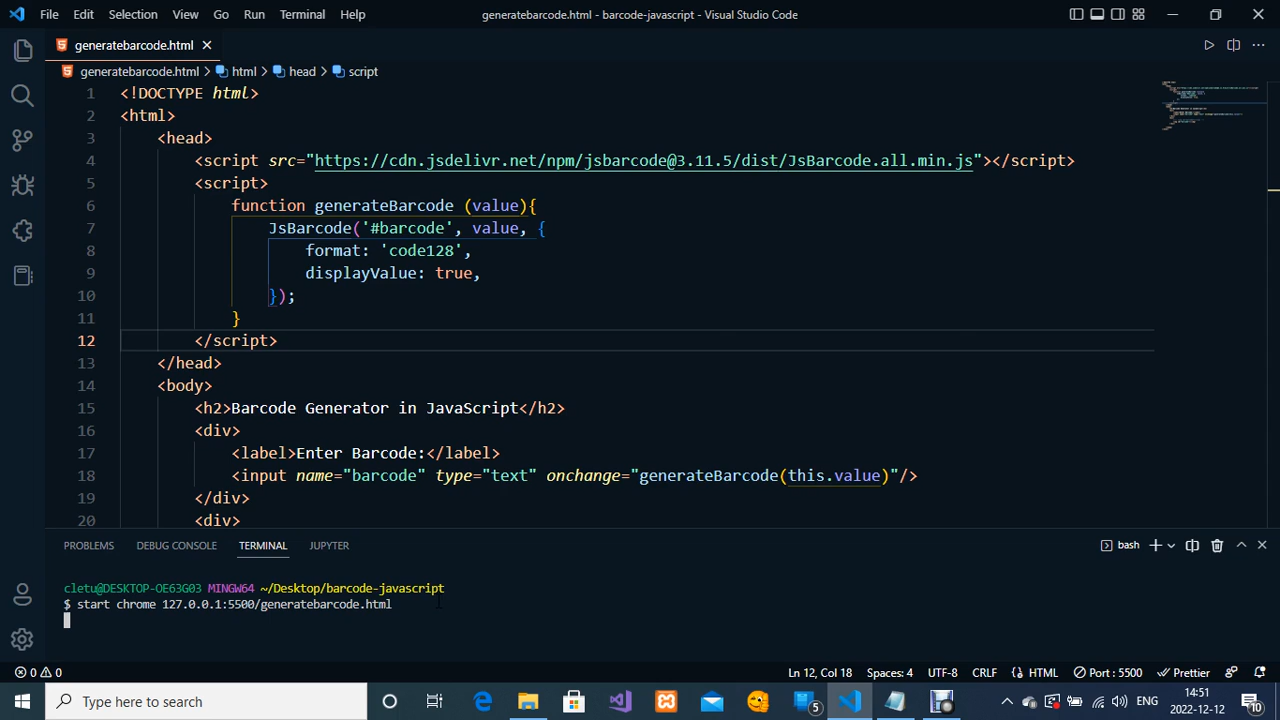 File Edit Selection View Go Run Terminal Help generatebarcode.html - barcode-javascript - Visual Studio Code
generatebarcode.html
generatebarcode.html > html > head > script
1 <!DOCTYPE html>
2 <html>
3 <head>
4 <script src="https://cdn.jsdelivr.net/npm/jsbarcode@3.11.5/dist/JsBarcode.all.min.js"></script>
5 <script>
6 function generateBarcode (value){
7 JsBarcode('#barcode', value, {
8 format: 'code128',
9 displayValue: true,
10 });
11 }
12 </script>
13 </head>
14 <body>
15 <h2>Barcode Generator in JavaScript</h2>
16 <div>
17 <label>Enter Barcode:</label>
18 <input name="barcode" type="text" onchange="generateBarcode(this.value)"/>
19 </div>
20 <div>
PROBLEMS DEBUG CONSOLE TERMINAL JUPYTER bash
cletu@DESKTOP-OE63G03 MINGW64 ~/Desktop/barcode-javascript
$ start chrome 127.0.0.1:5500/generatebarcode.html
0 0 Ln 12, Col 18 Spaces: 4 UTF-8 CRLF HTML Port : 5500 Prettier
Type here to search 5 ENG 14:51 10
2022-12-12